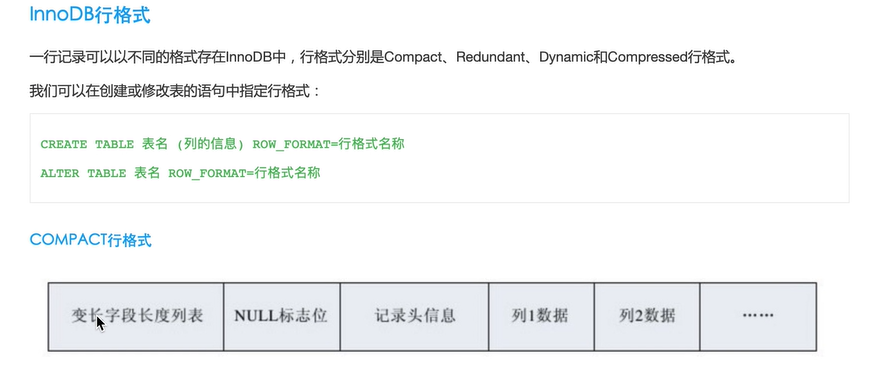 InnoDB行格式
一行记录可以以不同的格式存在InnoDB中，行格式分别是Compact、Redundant、Dynamic和Compressed行格式。
我们可以在创建或修改表的语句中指定行格式：
CREATE TABLE 表名 (列的信息) ROW_FORMAT=行格式名称
ALTER TABLE 表名 ROW_FORMAT=行格式名称
COMPACT行格式
变长字段长度列表 NULL标志位 记录头信息 列1数据 列2数据 ……